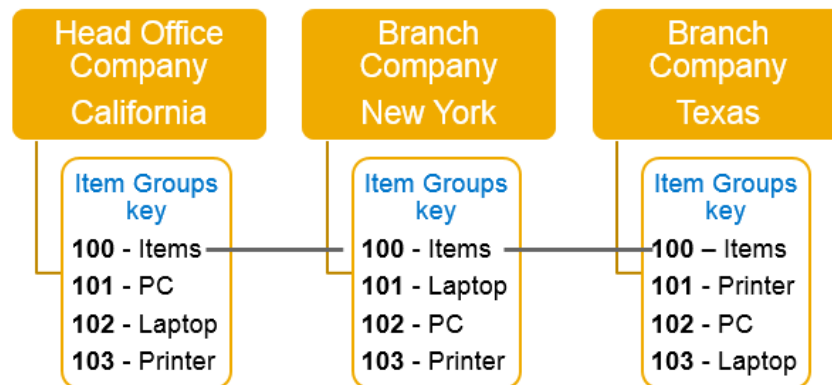 Head Office
Company
California
Item Groups
key
100 - Items
101 - PC
102 - Laptop
103 - Printer
Branch
Company
New York
Item Groups
key
100 - Items
101 - Laptop
102 - PC
103 - Printer
Branch
Company
Texas
Item Groups
key
100 – Items
101 - Printer
102 - PC
103 - Laptop